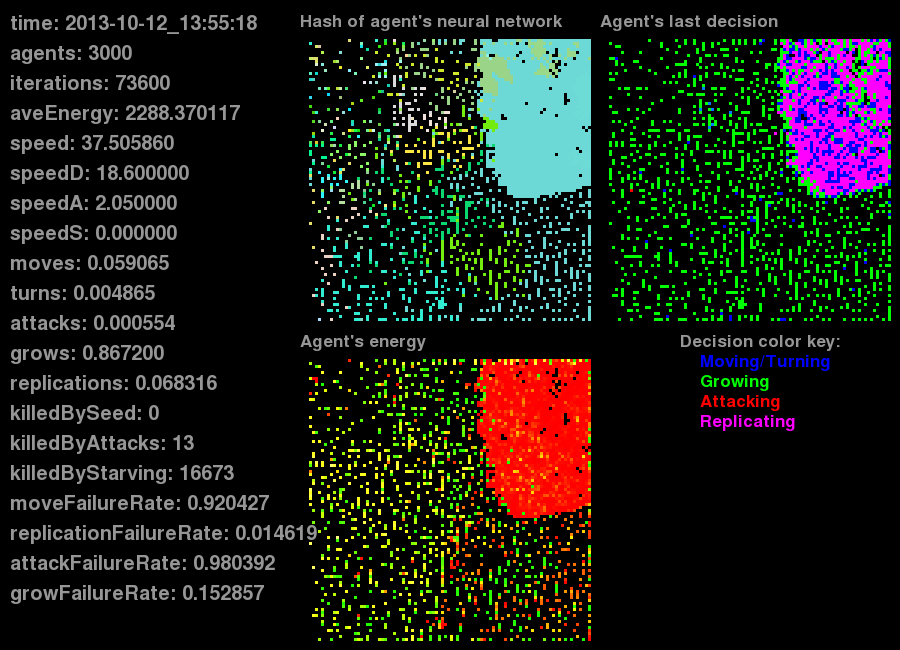 time: 2013-10-12_13:55:18
agents: 3000
iterations: 73600
aveEnergy: 2288.370117
speed: 37.505860
speedD: 18.600000
speedA: 2.050000
speedS: 0.000000
moves: 0.059065
turns: 0.004865
attacks: 0.000554
grows: 0.867200
replications: 0.068316
killedBySeed: 0
killedByAttacks: 13
killedByStarving: 16673
moveFailureRate: 0.920427
replicationFailureRate: 0.014619
attackFailureRate: 0.980392
growFailureRate: 0.152857
Hash of agent's neural network
Agent's last decision
Agent's energy
Decision color key:
Moving/Turning
Growing
Attacking
Replicating